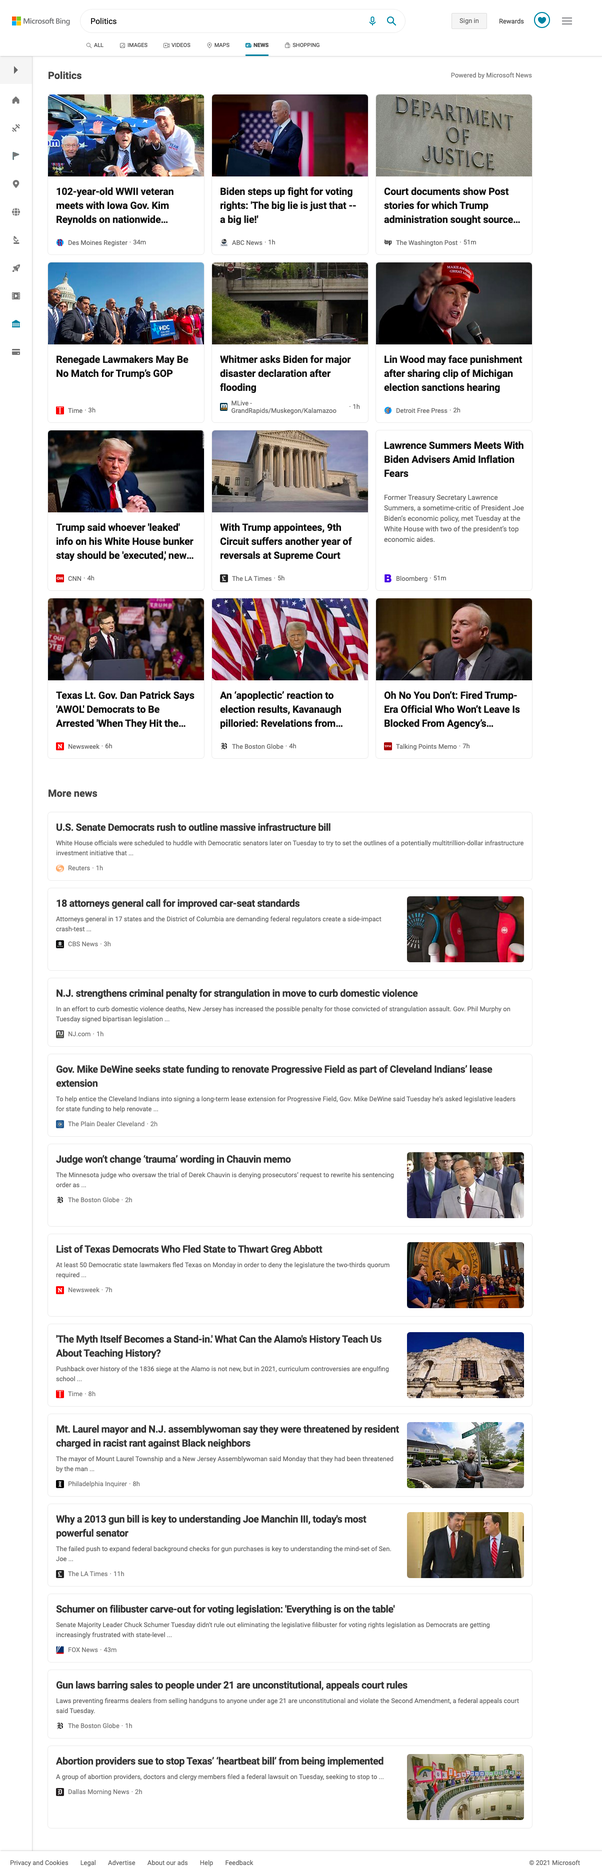 Microsoft Bing
Politics
Sign in
Rewards
ALL
IMAGES
VIDEOS
MAPS
NEWS
SHOPPING
Politics
Powered by Microsoft News
DEPARTMENT
OF
JUSTICE
102-year-old WWII veteran
meets with Iowa Gov. Kim
Reynolds on nationwide...
Des Moines Register · 34m
Biden steps up fight for voting
rights: 'The big lie is just that --
a big lie!'
ABC News · 1h
Court documents show Post
stories for which Trump
administration sought source...
The Washington Post · 51m
Renegade Lawmakers May Be
No Match for Trump's GOP
Time · 3h
Whitmer asks Biden for major
disaster declaration after
flooding
MLive -
GrandRapids/Muskegon/Kalamazoo · 1h
Lin Wood may face punishment
after sharing clip of Michigan
election sanctions hearing
Detroit Free Press · 2h
Trump said whoever 'leaked'
info on his White House bunker
stay should be 'executed,' new...
CNN · 4h
With Trump appointees, 9th
Circuit suffers another year of
reversals at Supreme Court
The LA Times · 5h
Lawrence Summers Meets With
Biden Advisers Amid Inflation
Fears
Former Treasury Secretary Lawrence
Summers, a sometime-critic of President Joe
Biden's economic policy, met Tuesday at the
White House with two of the president's top
economic aides.
Bloomberg · 51m
Texas Lt. Gov. Dan Patrick Says
'AWOL' Democrats to Be
Arrested 'When They Hit the...
Newsweek · 6h
An 'apoplectic' reaction to
election results, Kavanaugh
pilloried: Revelations from...
The Boston Globe · 4h
Oh No You Don't: Fired Trump-
Era Official Who Won't Leave Is
Blocked From Agency's...
Talking Points Memo · 7h
More news
U.S. Senate Democrats rush to outline massive infrastructure bill
White House officials were scheduled to huddle with Democratic senators later on Tuesday to try to set the outlines of a potentially multitrillion-dollar infrastructure
investment initiative that ...
Reuters · 1h
18 attorneys general call for improved car-seat standards
Attorneys general in 17 states and the District of Columbia are demanding federal regulators create a side-impact
crash-test ...
CBS News · 3h
N.J. strengthens criminal penalty for strangulation in move to curb domestic violence
In an effort to curb domestic violence deaths, New Jersey has increased the possible penalty for those convicted of strangulation assault. Gov. Phil Murphy on
Tuesday signed bipartisan legislation ...
NJ.com · 1h
Gov. Mike DeWine seeks state funding to renovate Progressive Field as part of Cleveland Indians' lease
extension
To help entice the Cleveland Indians into signing a long-term lease extension for Progressive Field, Gov. Mike DeWine said Tuesday he's asked legislative leaders
for state funding to help renovate ...
The Plain Dealer Cleveland · 2h
Judge won't change 'trauma' wording in Chauvin memo
The Minnesota judge who oversaw the trial of Derek Chauvin is denying prosecutors' request to rewrite his sentencing
order as ...
The Boston Globe · 2h
List of Texas Democrats Who Fled State to Thwart Greg Abbott
At least 50 Democratic state lawmakers fled Texas on Monday in order to deny the legislature the two-thirds quorum
required ...
Newsweek · 7h
'The Myth Itself Becomes a Stand-in.' What Can the Alamo's History Teach Us
About Teaching History?
Pushback over history of the 1836 siege at the Alamo is not new, but in 2021, curriculum controversies are engulfing
school ...
Time · 8h
Mt. Laurel mayor and N.J. assemblywoman say they were threatened by resident
charged in racist rant against Black neighbors
The mayor of Mount Laurel Township and a New Jersey Assemblywoman said Monday that they had been threatened
by the man ...
Philadelphia Inquirer · 8h
Why a 2013 gun bill is key to understanding Joe Manchin III, today's most
powerful senator
The failed push to expand federal background checks for gun purchases is key to understanding the mind-set of Sen.
Joe ...
The LA Times · 11h
Schumer on filibuster carve-out for voting legislation: 'Everything is on the table'
Senate Majority Leader Chuck Schumer Tuesday didn't rule out eliminating the legislative filibuster for voting rights legislation as Democrats are getting
increasingly frustrated with state-level ...
FOX News · 43m
Gun laws barring sales to people under 21 are unconstitutional, appeals court rules
Laws preventing firearms dealers from selling handguns to anyone under age 21 are unconstitutional and violate the Second Amendment, a federal appeals court
said Tuesday.
The Boston Globe · 1h
Abortion providers sue to stop Texas' 'heartbeat bill' from being implemented
A group of abortion providers, doctors and clergy members filed a federal lawsuit on Tuesday, seeking to stop to ...
Dallas Morning News · 2h
Privacy and Cookies
Legal
Advertise
About our ads
Help
Feedback
© 2021 Microsoft